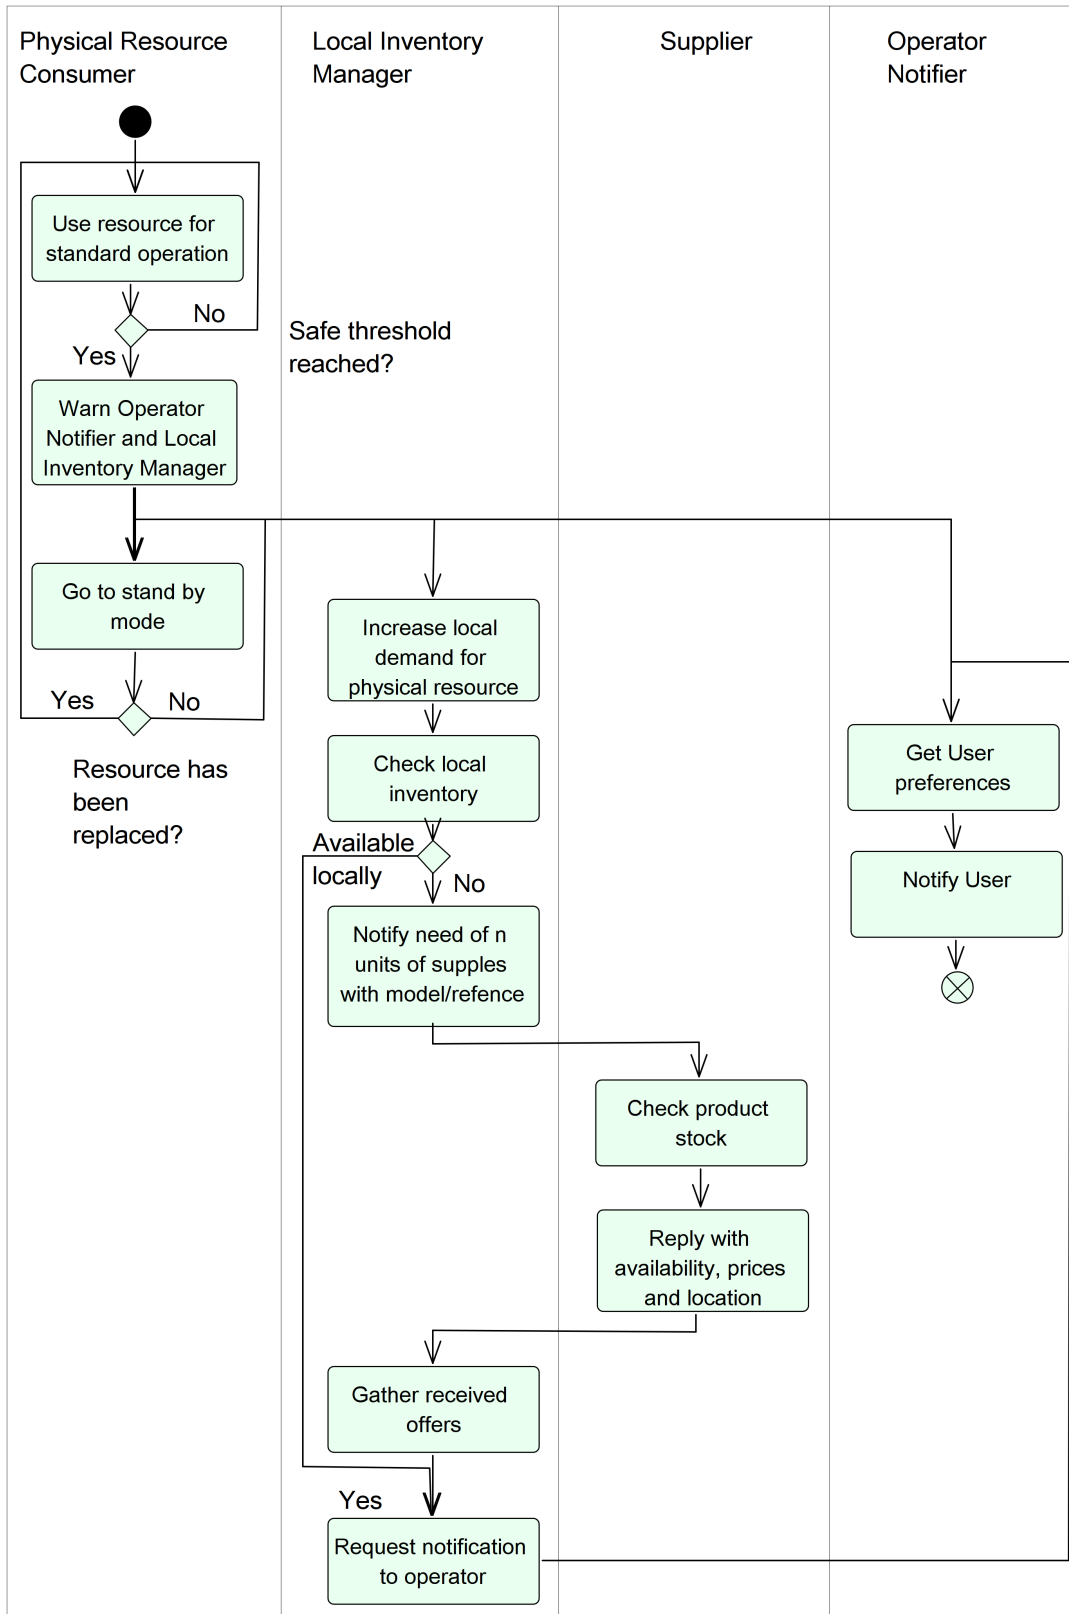 Physical Resource
Consumer
Local Inventory
Manager
Supplier
Operator
Notifier
Use resource for
standard operation
No
Safe threshold
reached?
Yes
Warn Operator
Notifier and Local
Inventory Manager
Go to stand by
mode
Yes
No
Resource has
been
replaced?
Increase local
demand for
physical resource
Check local
inventory
Available
locally
No
Notify need of n
units of supples
with model/refence
Get User
preferences
Notify User
Check product
stock
Reply with
availability, prices
and location
Gather received
offers
Yes
Request notification
to operator